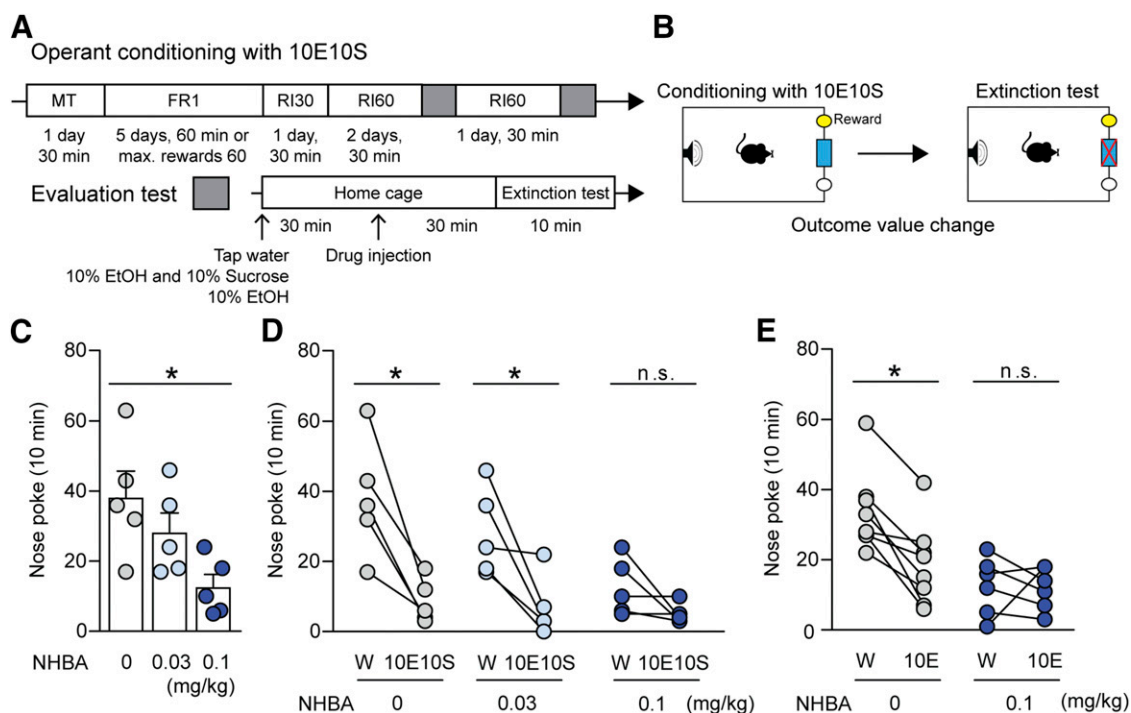 A
Operant conditioning with 10E10S
MT FR1 RI30 RI60 RI60
1 day 5 days, 60 min or 1 day, 2 days, 1 day, 30 min
30 min max. rewards 60 30 min 30 min
Evaluation test Home cage Extinction test
30 min 30 min 10 min
Tap water Drug injection
10% EtOH and 10% Sucrose
10% EtOH
B
Conditioning with 10E10S Extinction test
Reward
Outcome value change
C
80
60
40
20
0
Nose poke (10 min)
*
NHBA 0 0.03 0.1
(mg/kg)
D
80
60
40
20
0
Nose poke (10 min)
* * n.s.
W 10E10S W 10E10S W 10E10S
NHBA 0 0.03 0.1 (mg/kg)
E
80
60
40
20
0
Nose poke (10 min)
* n.s.
W 10E W 10E
NHBA 0 0.1 (mg/kg)